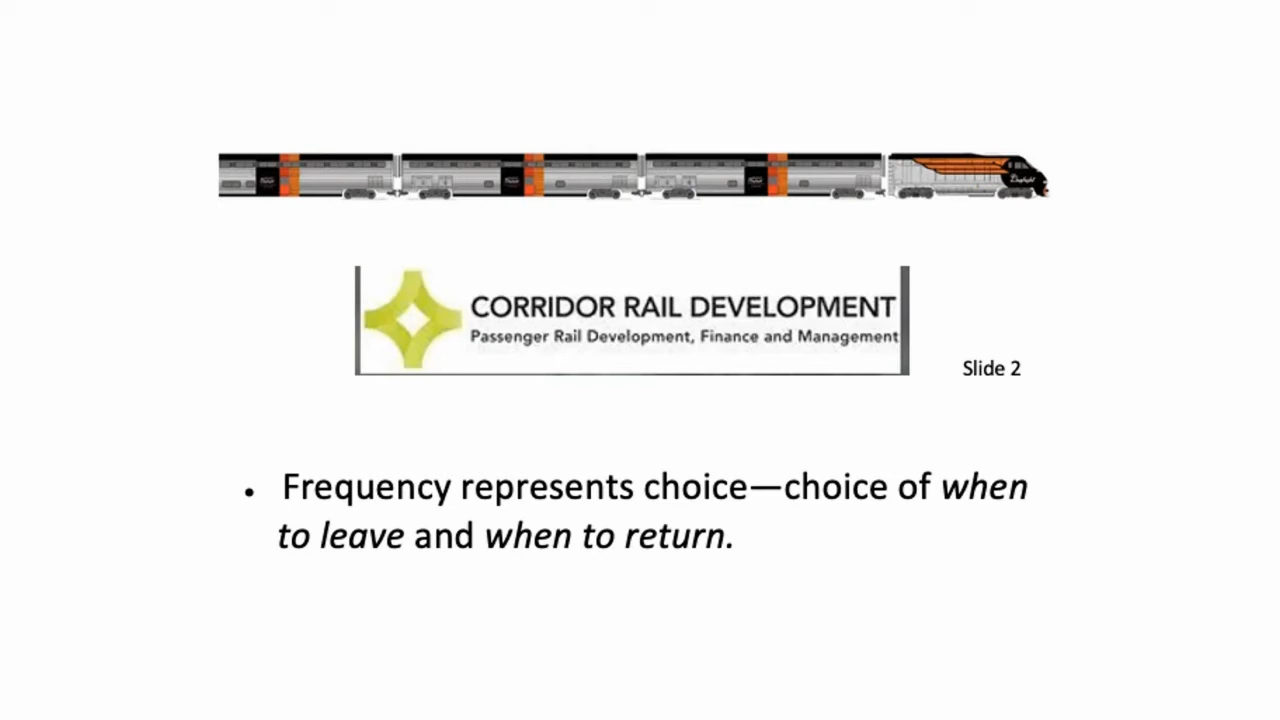 Daylight
CORRIDOR RAIL DEVELOPMENT
Passenger Rail Development, Finance and Management
Slide 2
• Frequency represents choice—choice of when
to leave and when to return.